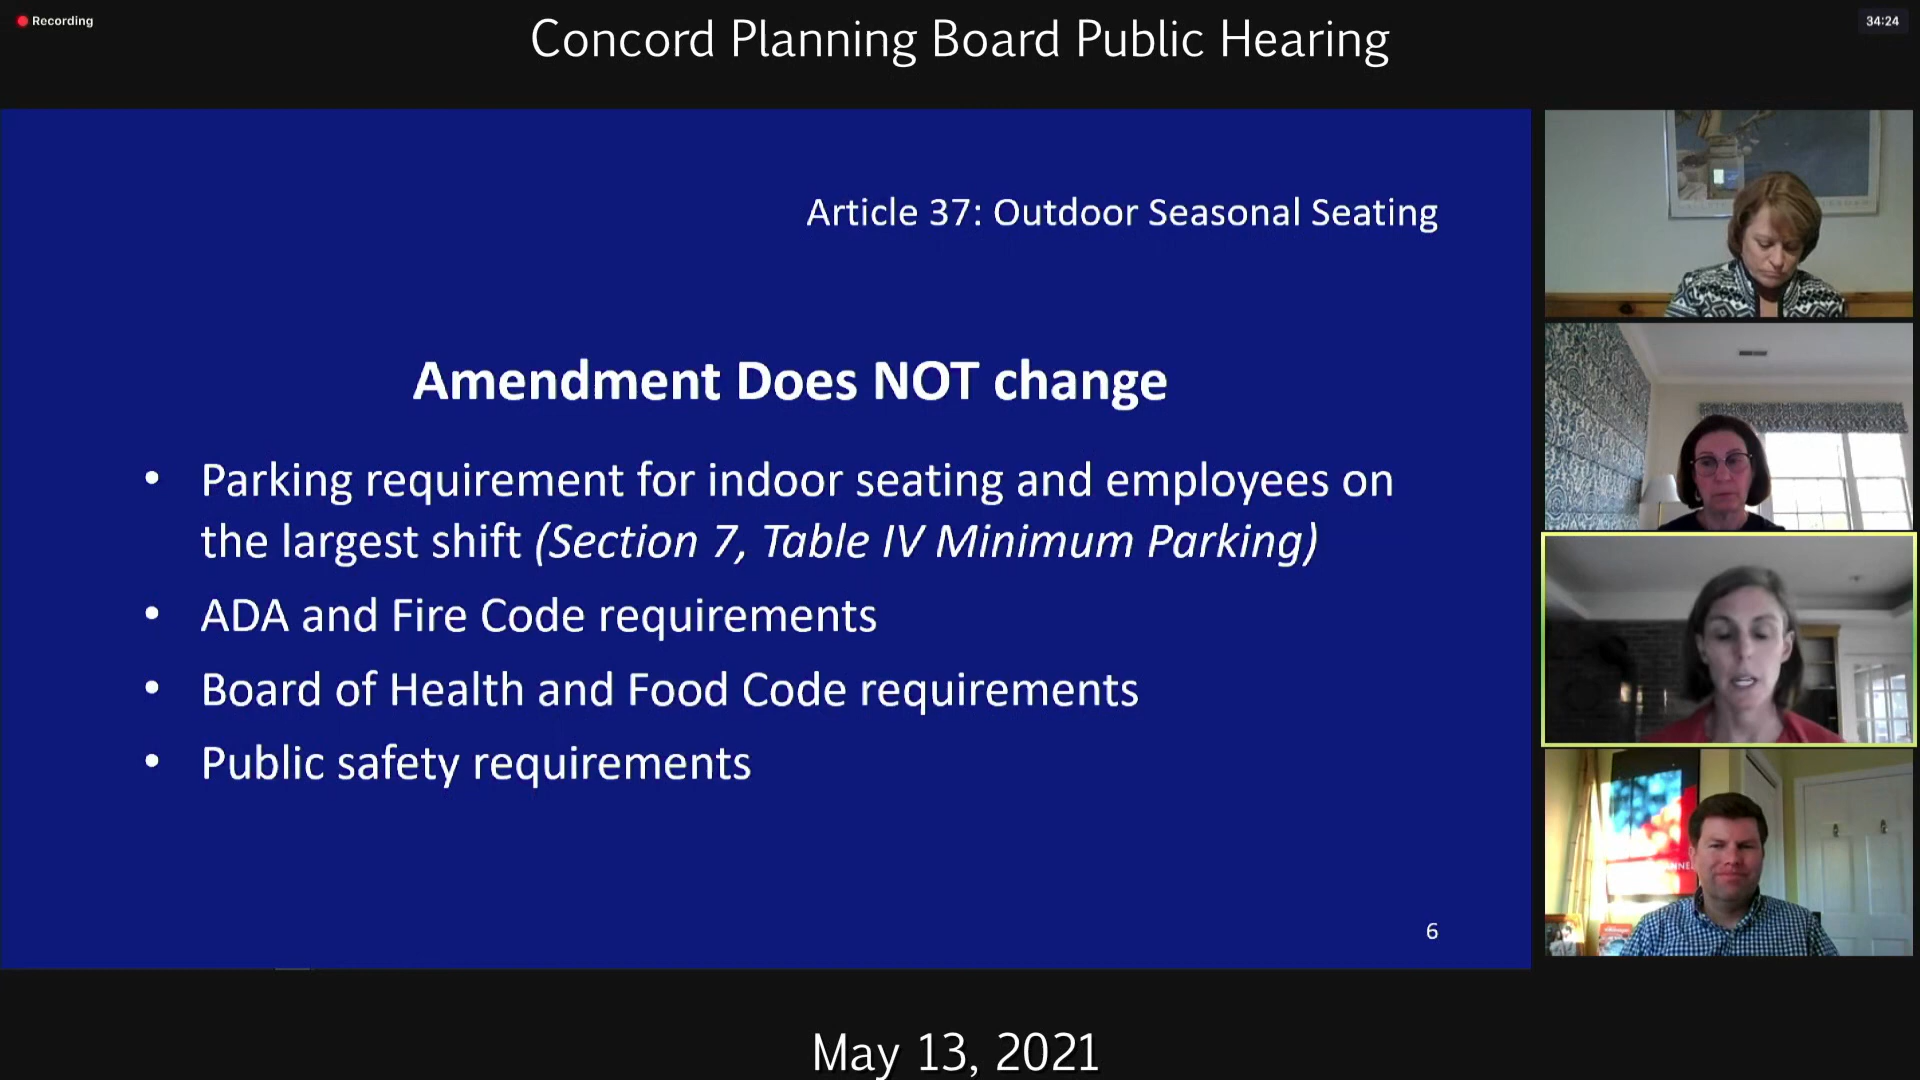 Recording
34:24
Concord Planning Board Public Hearing
Article 37: Outdoor Seasonal Seating
Amendment Does NOT change
• Parking requirement for indoor seating and employees on
the largest shift (Section 7, Table IV Minimum Parking)
• ADA and Fire Code requirements
• Board of Health and Food Code requirements
• Public safety requirements
6
May 13, 2021